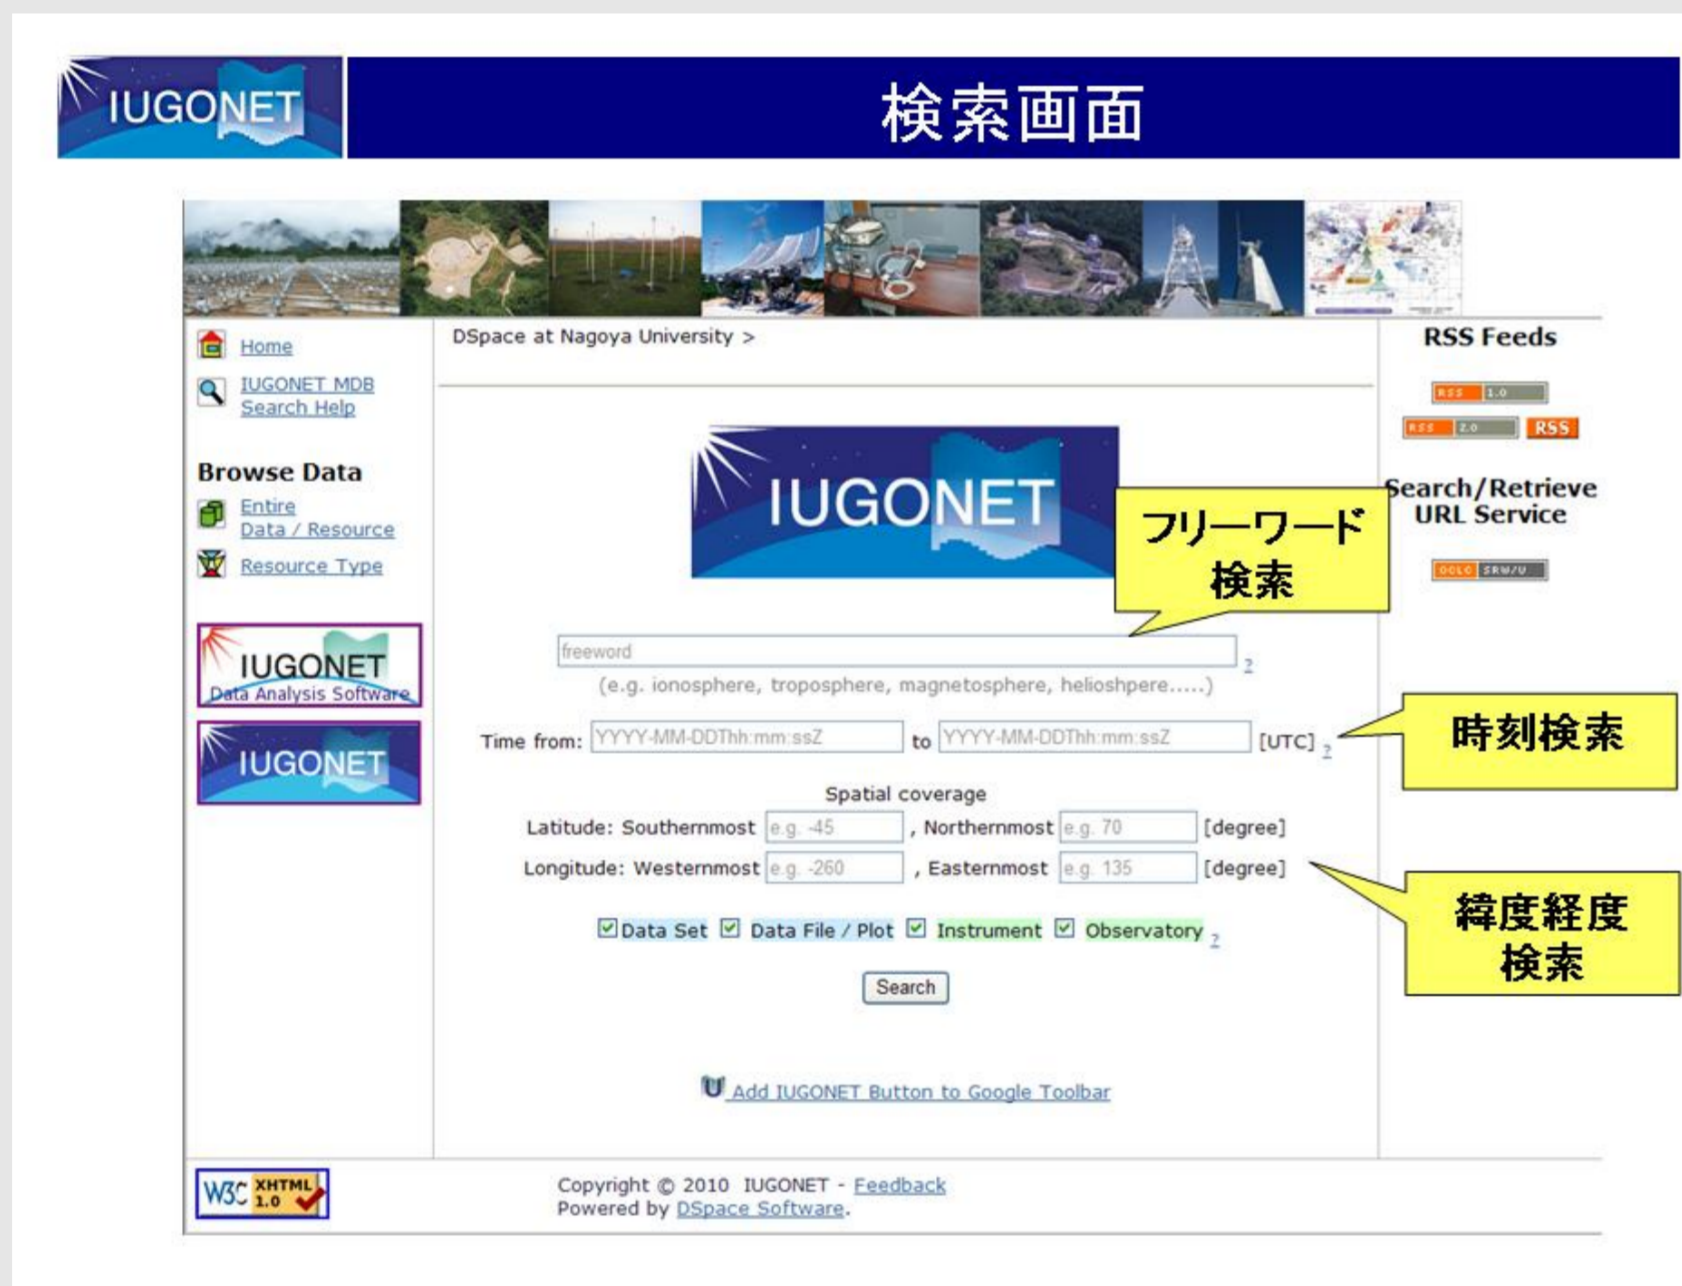 IUGONET
検索画面
Home
IUGONET MDB
Search Help
Browse Data
Entire
Data / Resource
Resource Type
IUGONET
Data Analysis Software
IUGONET
DSpace at Nagoya University >
IUGONET
フリーワード
検索
freeword
?
(e.g. ionosphere, troposphere, magnetosphere, helioshpere.....)
Time from: YYYY-MM-DDThh:mm:ssZ to YYYY-MM-DDThh:mm:ssZ [UTC] ?
時刻検索
Spatial coverage
Latitude: Southernmost e.g. -45 , Northernmost e.g. 70 [degree]
Longitude: Westernmost e.g. -260 , Easternmost e.g. 135 [degree]
緯度経度
検索
Data Set Data File / Plot Instrument Observatory ?
Search
Add IUGONET Button to Google Toolbar
RSS Feeds
RSS 1.0
RSS 2.0 RSS
Search/Retrieve
URL Service
OCLC SRW/U
W3C XHTML
1.0
Copyright © 2010 IUGONET - Feedback
Powered by DSpace Software.